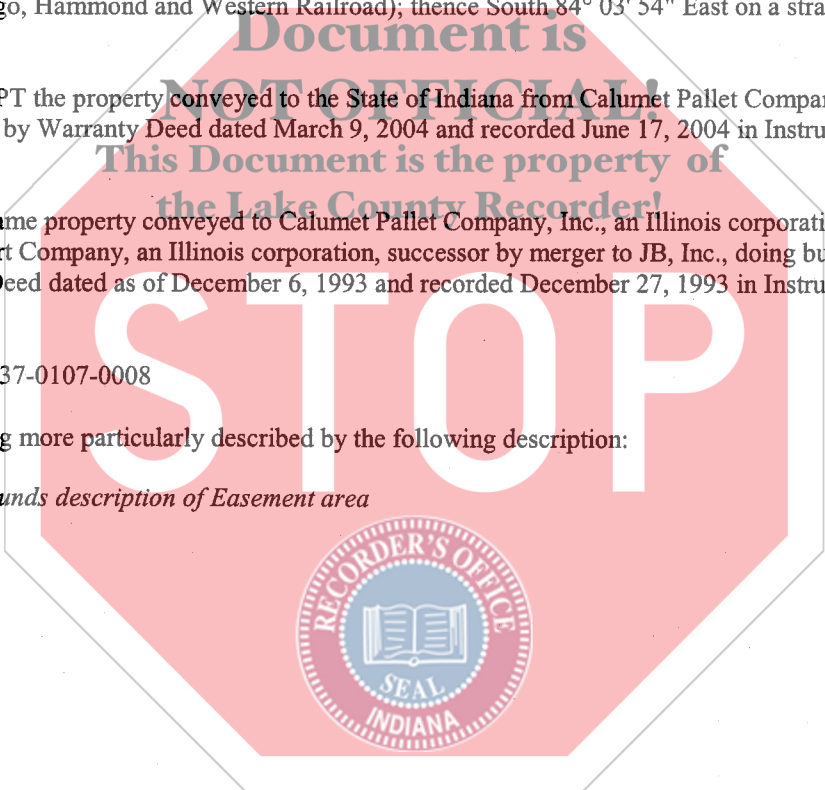 go, Hammond and Western Railroad); thence South 84° 03' 54" East on a stra
Document is
NOT OFFICIAL!
PT the property conveyed to the State of Indiana from Calumet Pallet Compa
by Warranty Deed dated March 9, 2004 and recorded June 17, 2004 in Instru
This Document is the property of
the Lake County Recorder!
ame property conveyed to Calumet Pallet Company, Inc., an Illinois corporati
rt Company, an Illinois corporation, successor by merger to JB, Inc., doing bu
Deed dated as of December 6, 1993 and recorded December 27, 1993 in Instru
STOP
37-0107-0008
g more particularly described by the following description:
unds description of Easement area
RECORDER'S OFFICE
SEAL
INDIANA